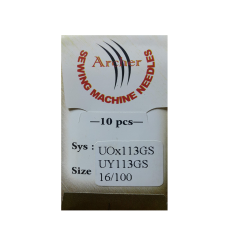 Archer
SEWING MACHINE NEEDLES
—10 pcs—
Sys : UOx113GS
UY113GS
Size 16/100